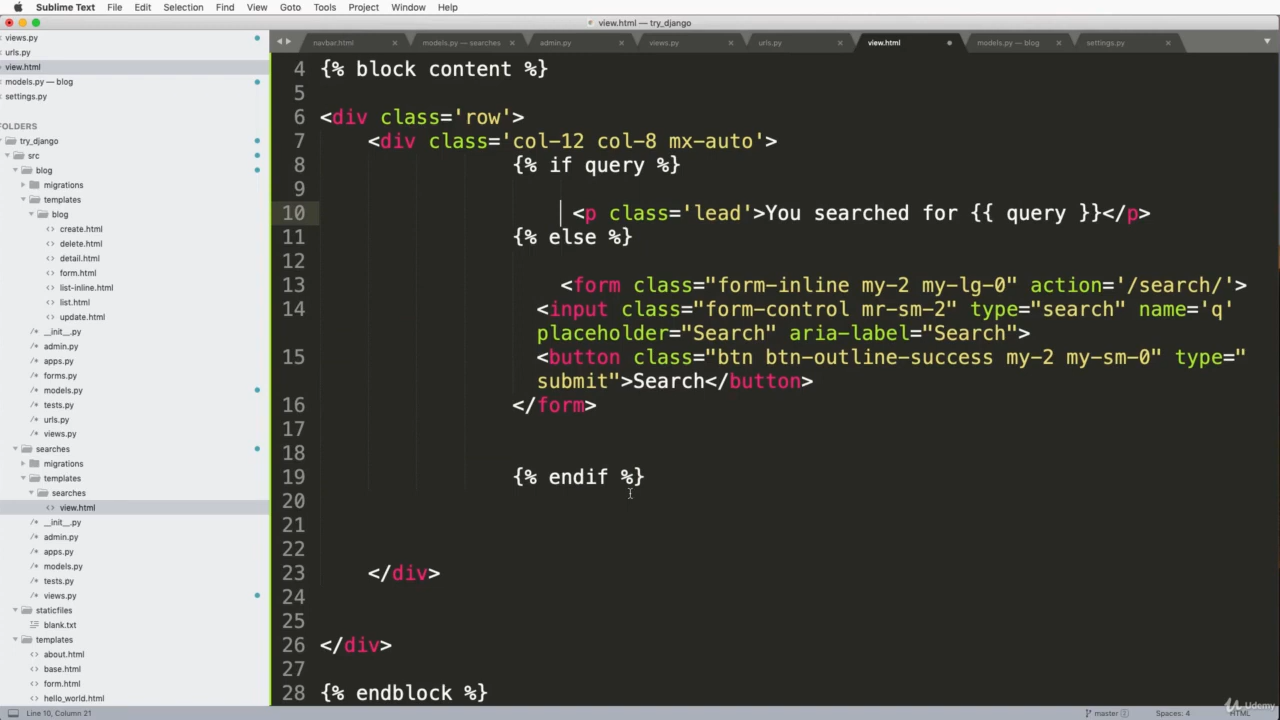 Sublime Text File Edit Selection Find View Goto Tools Project Window Help
view.html — try_django
views.py
urls.py
view.html
models.py — blog
settings.py
FOLDERS
try_django
src
blog
migrations
templates
blog
create.html
delete.html
detail.html
form.html
list-inline.html
list.html
update.html
__init__.py
admin.py
apps.py
forms.py
models.py
tests.py
urls.py
views.py
searches
migrations
templates
searches
view.html
__init__.py
admin.py
apps.py
models.py
tests.py
views.py
staticfiles
blank.txt
templates
about.html
base.html
form.html
hello_world.html
navbar.html models.py — searches admin.py views.py urls.py view.html models.py — blog settings.py
4 {% block content %}
5
6 <div class='row'>
7 <div class='col-12 col-8 mx-auto'>
8 {% if query %}
9
10 <p class='lead'>You searched for {{ query }}</p>
11 {% else %}
12
13 <form class="form-inline my-2 my-lg-0" action='/search/'>
14 <input class="form-control mr-sm-2" type="search" name='q'
placeholder="Search" aria-label="Search">
15 <button class="btn btn-outline-success my-2 my-sm-0" type="
submit">Search</button>
16 </form>
17
18
19 {% endif %}
20
21
22
23 </div>
24
25
26 </div>
27
28 {% endblock %}
Line 10, Column 21 master 2 Spaces: 4 HTML
Udemy